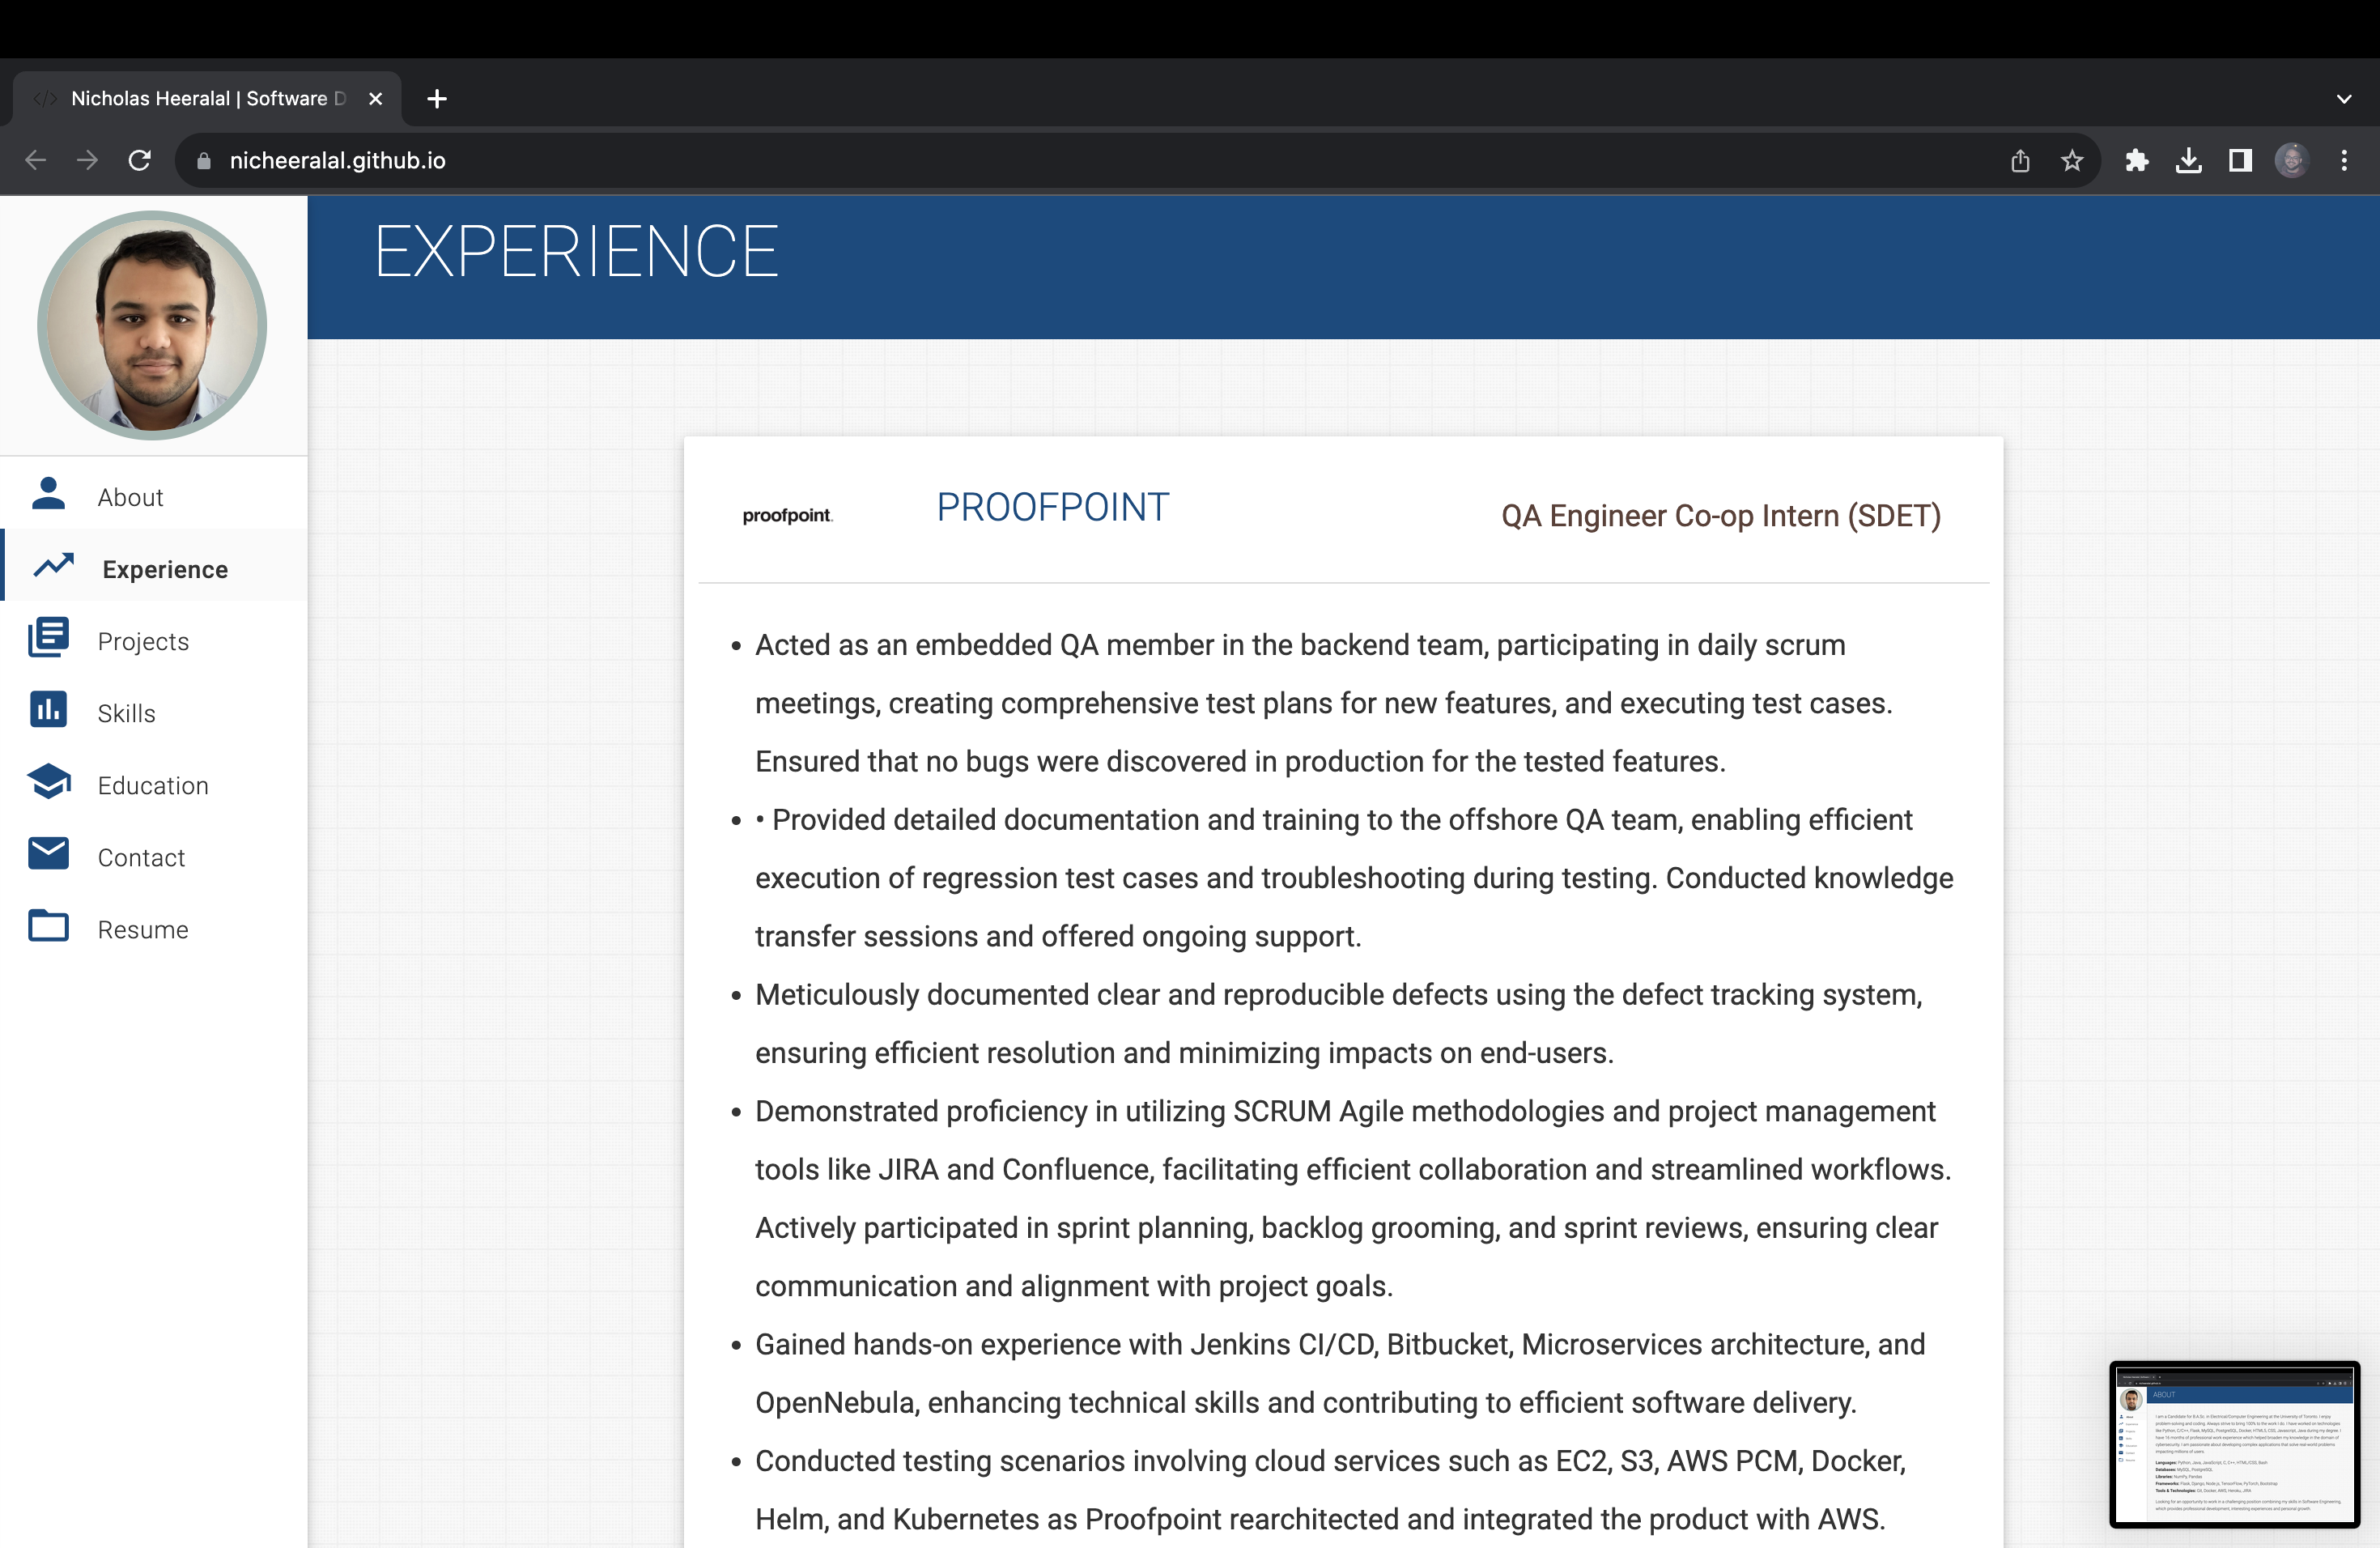 Nicholas Heeralal | Software D
nicheeralal.github.io
EXPERIENCE
About
Experience
Projects
Skills
Education
Contact
Resume
proofpoint.
PROOFPOINT
QA Engineer Co-op Intern (SDET)
• Acted as an embedded QA member in the backend team, participating in daily scrum
meetings, creating comprehensive test plans for new features, and executing test cases.
Ensured that no bugs were discovered in production for the tested features.
• • Provided detailed documentation and training to the offshore QA team, enabling efficient
execution of regression test cases and troubleshooting during testing. Conducted knowledge
transfer sessions and offered ongoing support.
• Meticulously documented clear and reproducible defects using the defect tracking system,
ensuring efficient resolution and minimizing impacts on end-users.
• Demonstrated proficiency in utilizing SCRUM Agile methodologies and project management
tools like JIRA and Confluence, facilitating efficient collaboration and streamlined workflows.
Actively participated in sprint planning, backlog grooming, and sprint reviews, ensuring clear
communication and alignment with project goals.
• Gained hands-on experience with Jenkins CI/CD, Bitbucket, Microservices architecture, and
OpenNebula, enhancing technical skills and contributing to efficient software delivery.
• Conducted testing scenarios involving cloud services such as EC2, S3, AWS PCM, Docker,
Helm, and Kubernetes as Proofpoint rearchitected and integrated the product with AWS.
ABOUT